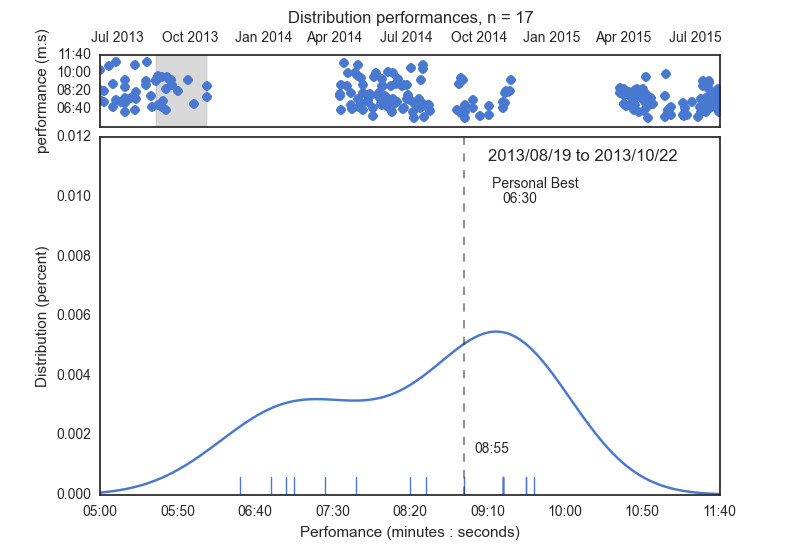 Distribution performances, n = 17
Jul 2013 Oct 2013 Jan 2014 Apr 2014 Jul 2014 Oct 2014 Jan 2015 Apr 2015 Jul 2015
performance (m:s)
11:40
10:00
08:20
06:40
2013/08/19 to 2013/10/22
Personal Best
06:30
Distribution (percent)
0.012
0.010
0.008
0.006
0.004
0.002
0.000
08:55
05:00 05:50 06:40 07:30 08:20 09:10 10:00 10:50 11:40
Perfomance (minutes : seconds)